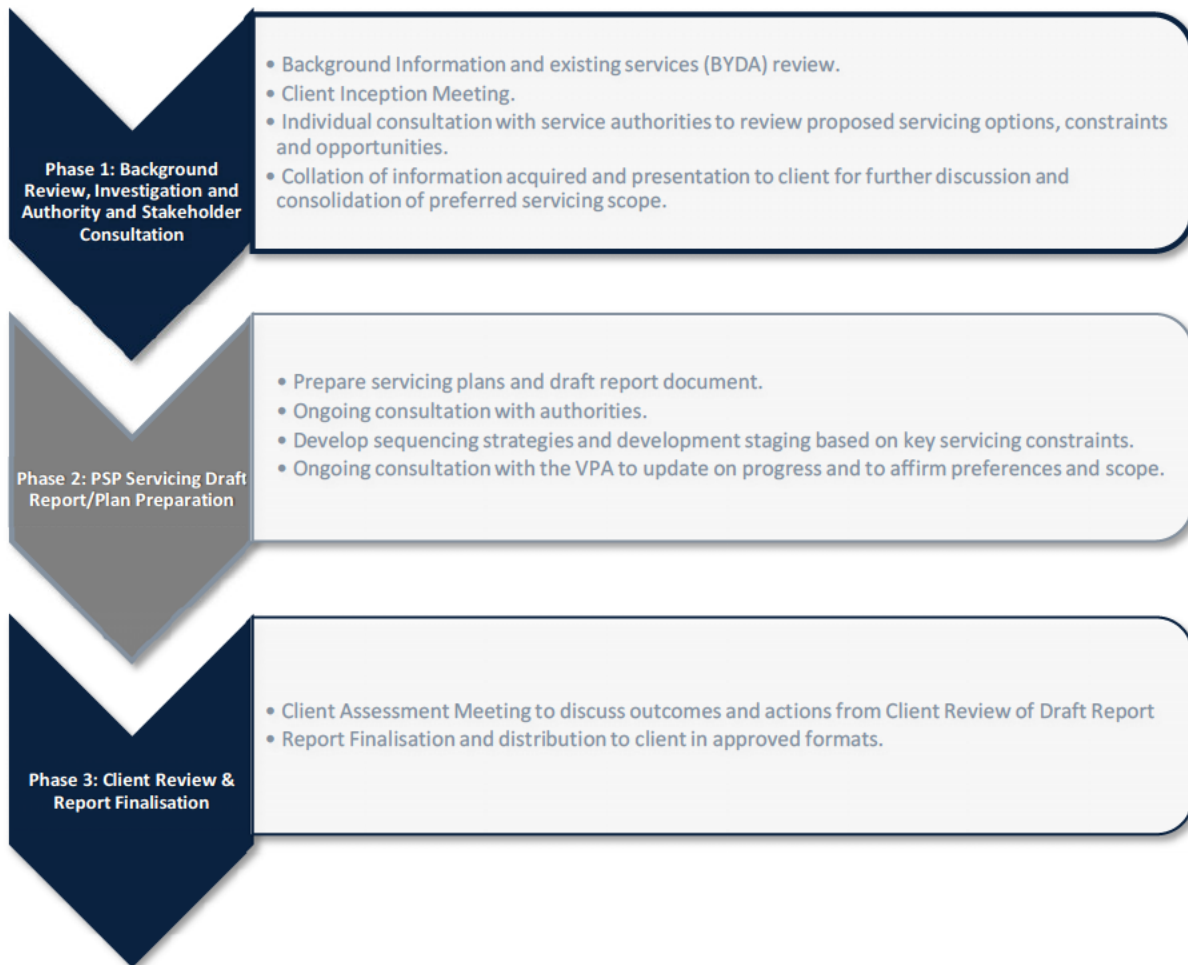 Phase 1: Background
Review, Investigation and
Authority and Stakeholder
Consultation
• Background Information and existing services (BYDA) review.
• Client Inception Meeting.
• Individual consultation with service authorities to review proposed servicing options, constraints
and opportunities.
• Collation of information acquired and presentation to client for further discussion and
consolidation of preferred servicing scope.
Phase 2: PSP Servicing Draft
Report/Plan Preparation
• Prepare servicing plans and draft report document.
• Ongoing consultation with authorities.
• Develop sequencing strategies and development staging based on key servicing constraints.
• Ongoing consultation with the VPA to update on progress and to affirm preferences and scope.
Phase 3: Client Review &
Report Finalisation
• Client Assessment Meeting to discuss outcomes and actions from Client Review of Draft Report
• Report Finalisation and distribution to client in approved formats.